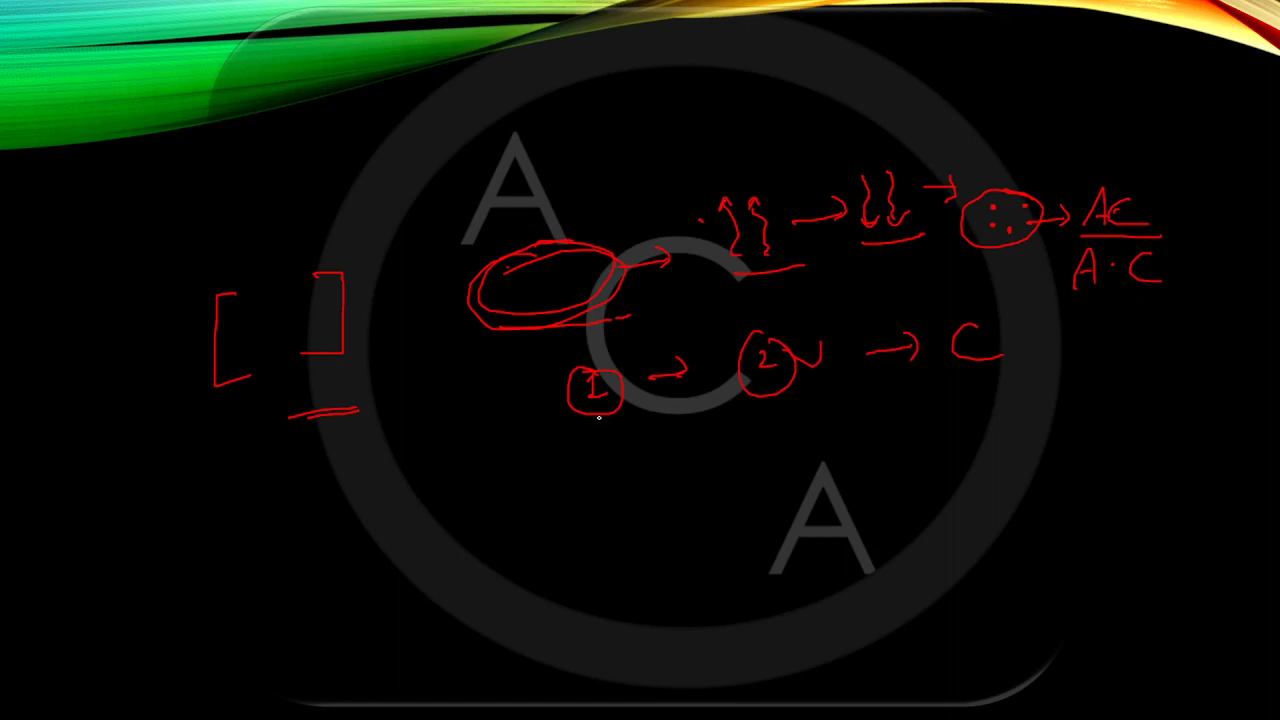 A
→ → → AC
A · C
1 → 2 → C
C
A